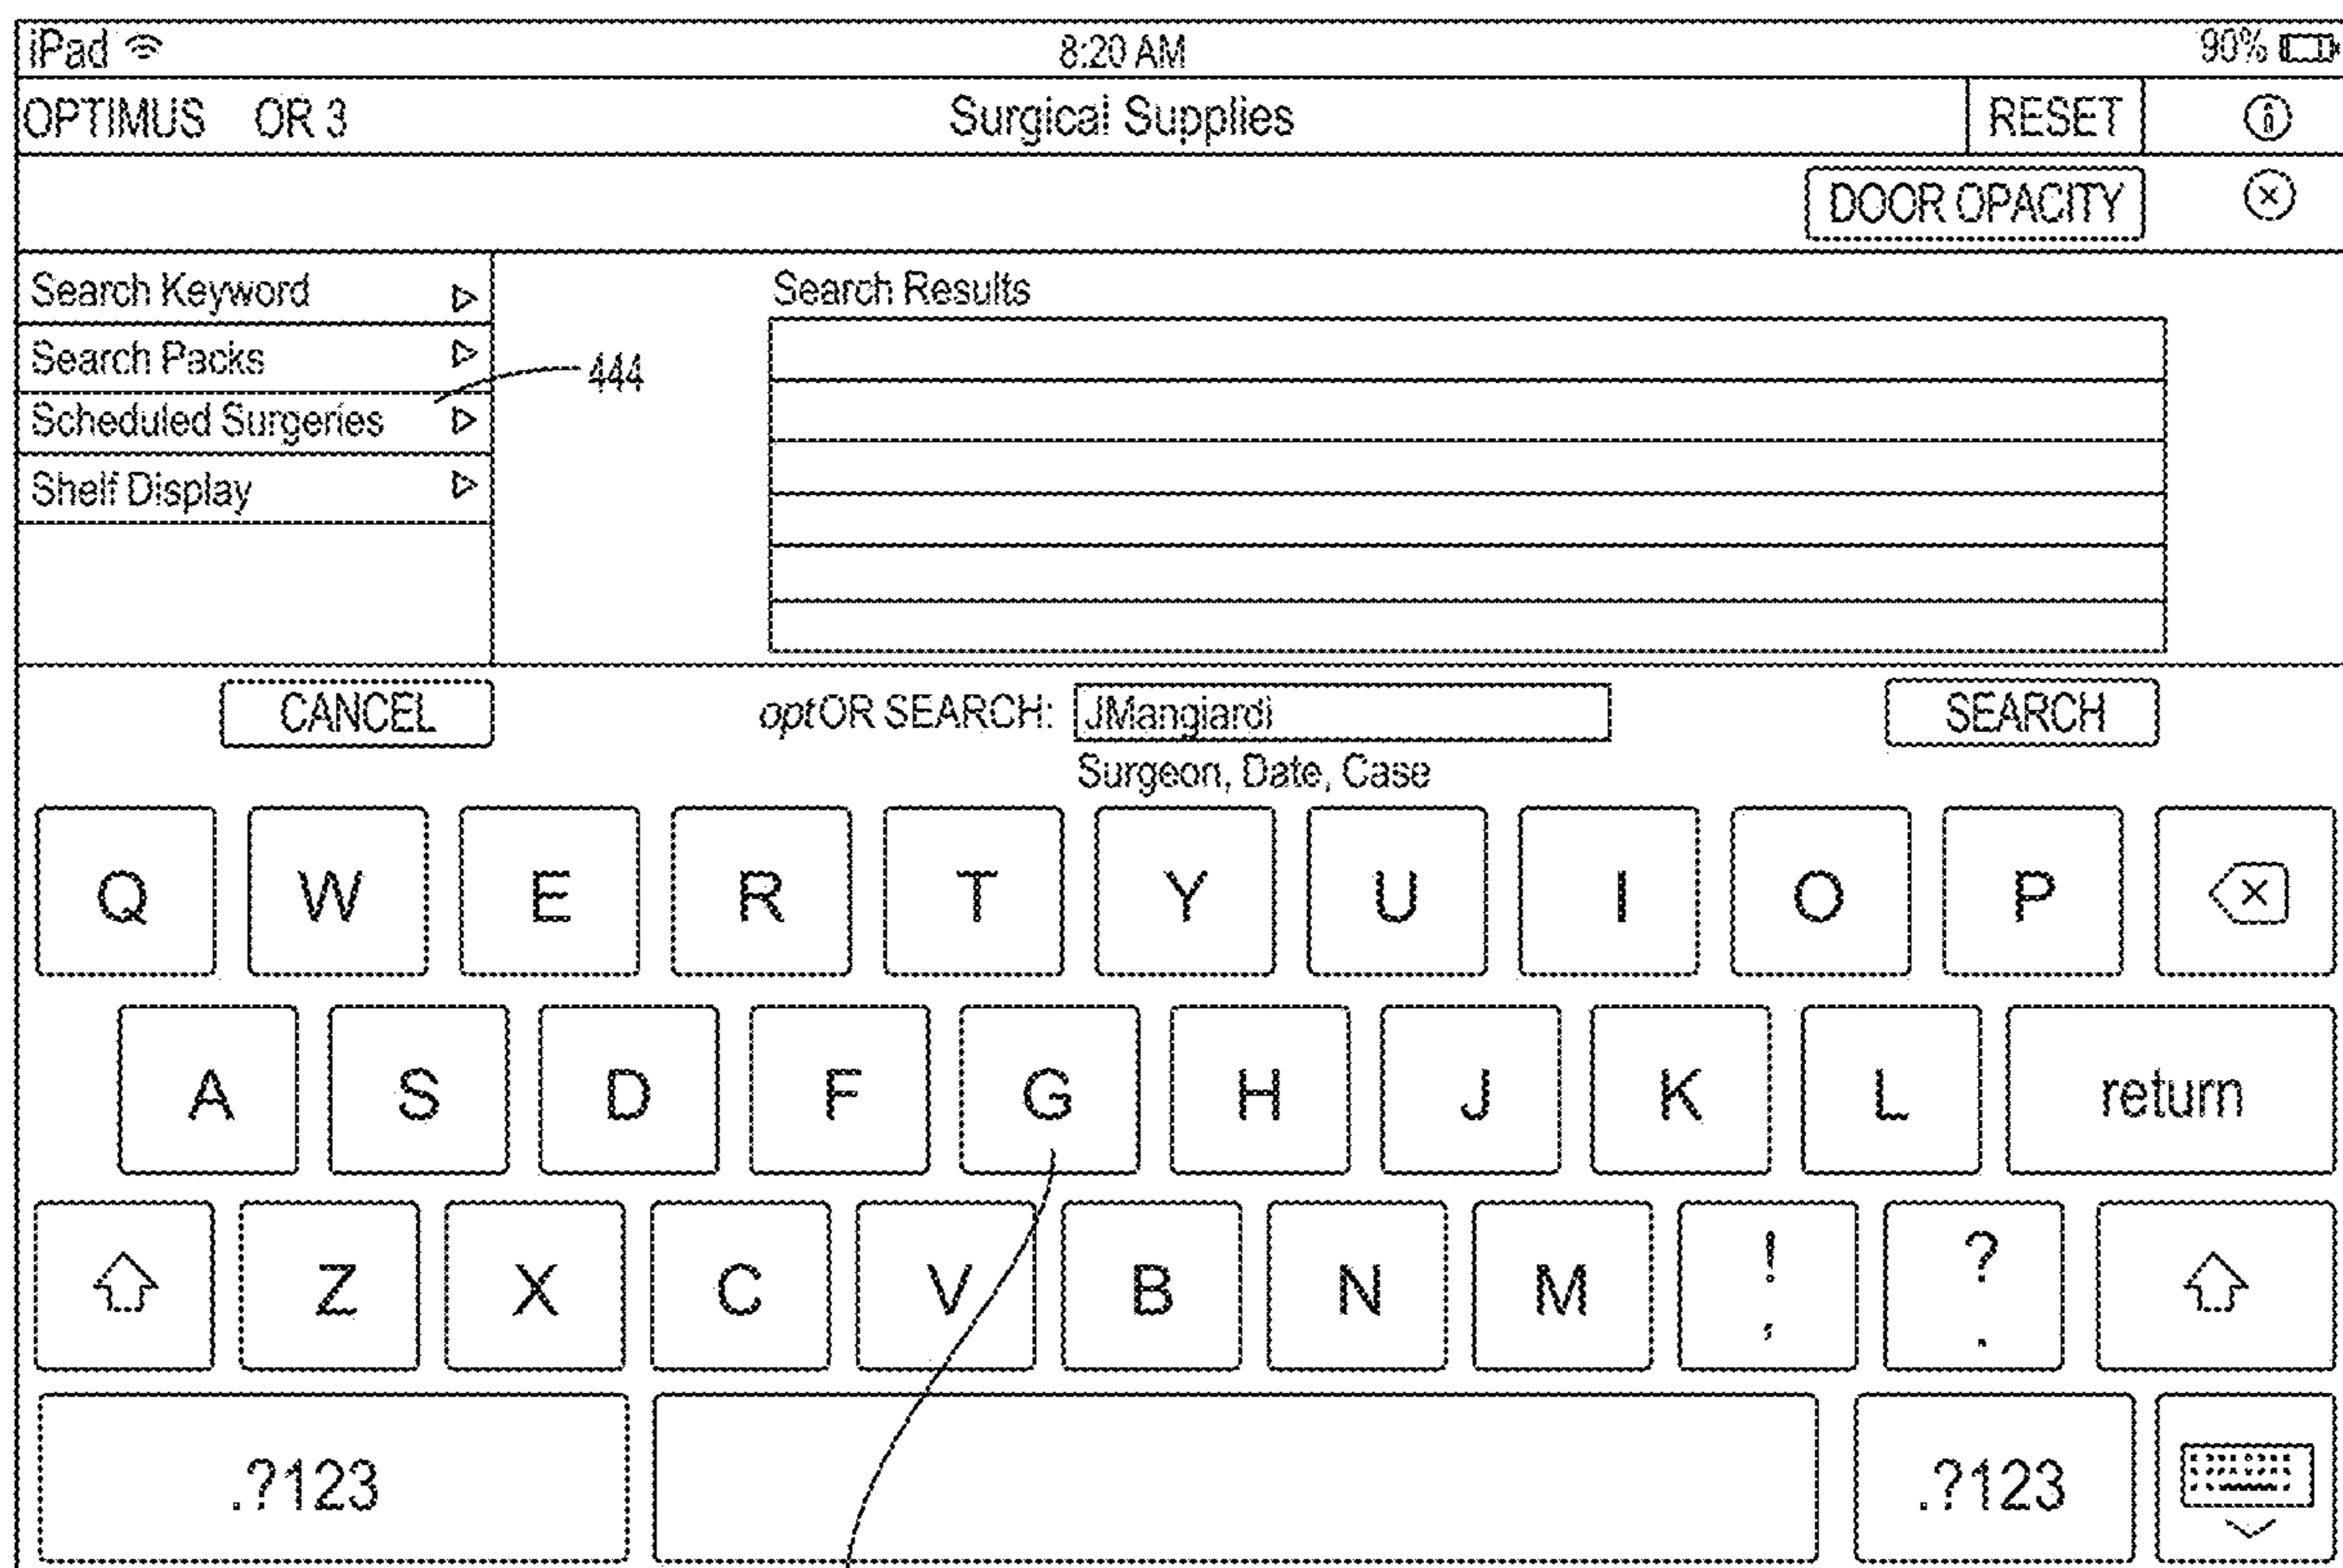 iPad 8:20 AM 90%
OPTIMUS OR 3 Surgical Supplies RESET
DOOR OPACITY
Search Keyword Search Results
Search Packs
444
Scheduled Surgeries
Shelf Display
CANCEL optOR SEARCH: JMangiardi SEARCH
Surgeon, Date, Case
Q W E R T Y U I O P
A S D F G H J K L return
Z X C V B N M ! , ? .
.?123 .?123